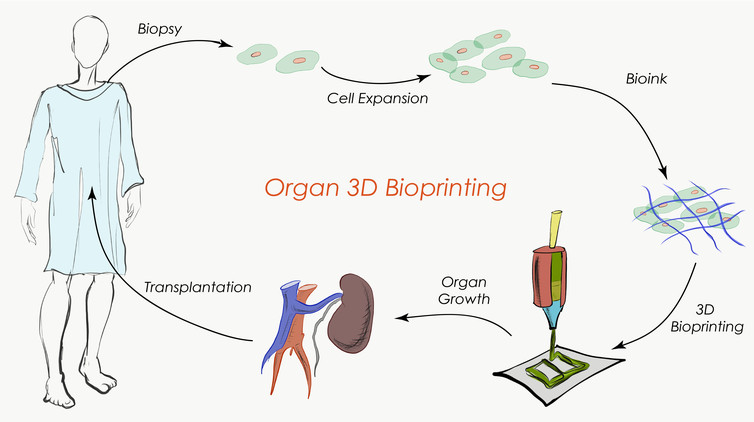 Biopsy
Cell Expansion
Bioink
Organ 3D Bioprinting
3D
Bioprinting
Organ
Growth
Transplantation